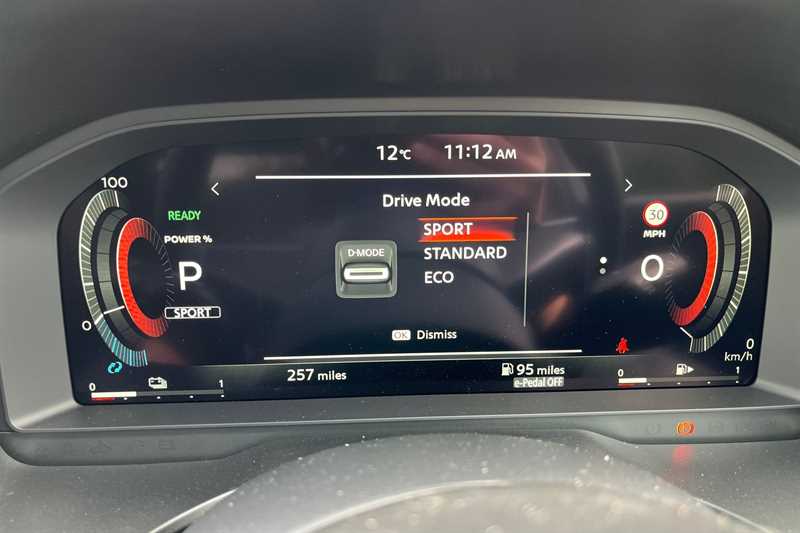 12°C 11:12 AM
100
Drive Mode
READY
30
POWER %
D-MODE
SPORT
MPH
STANDARD
P
ECO
0
SPORT
0
OK Dismiss
0
km/h
257 miles
95 miles
e-Pedal OFF
0 1
0 1